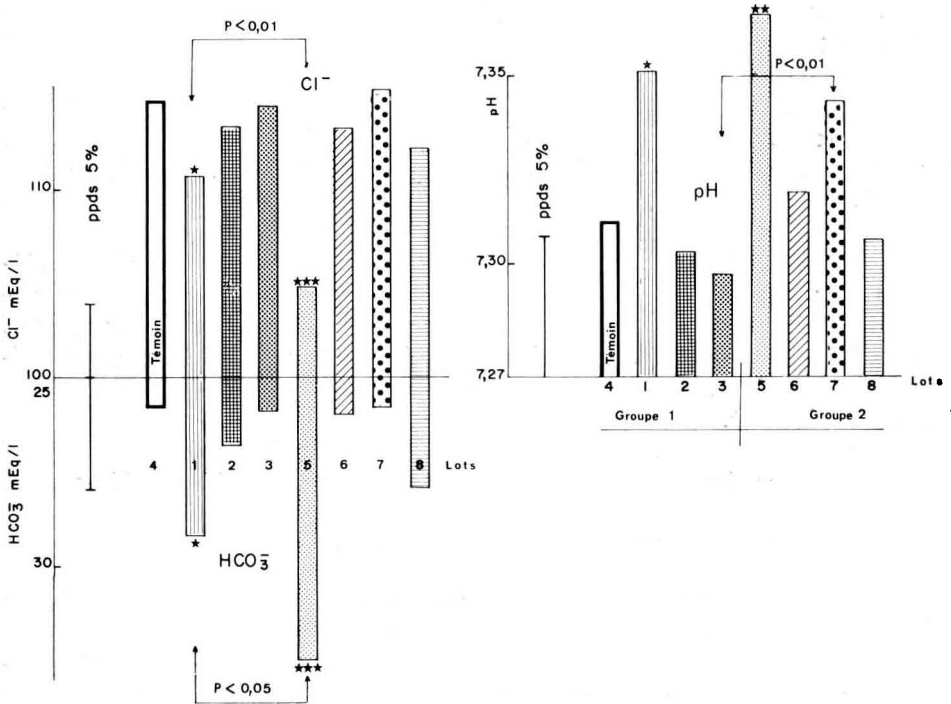 P < 0,01
Cl⁻
★
110
ppds 5%
Cl⁻ mEq/l
★★★
Témoin
100
25
4 1 2 3 5 6 7 8 Lots
HCO₃⁻ mEq/l
★
30
HCO₃⁻
★★★
P < 0,05
★★
★
7,35
P<0,01
pH
ppds 5%
pH
7,30
Témoin
7,27
4 1 2 3 5 6 7 8 Lots
Groupe 1 Groupe 2